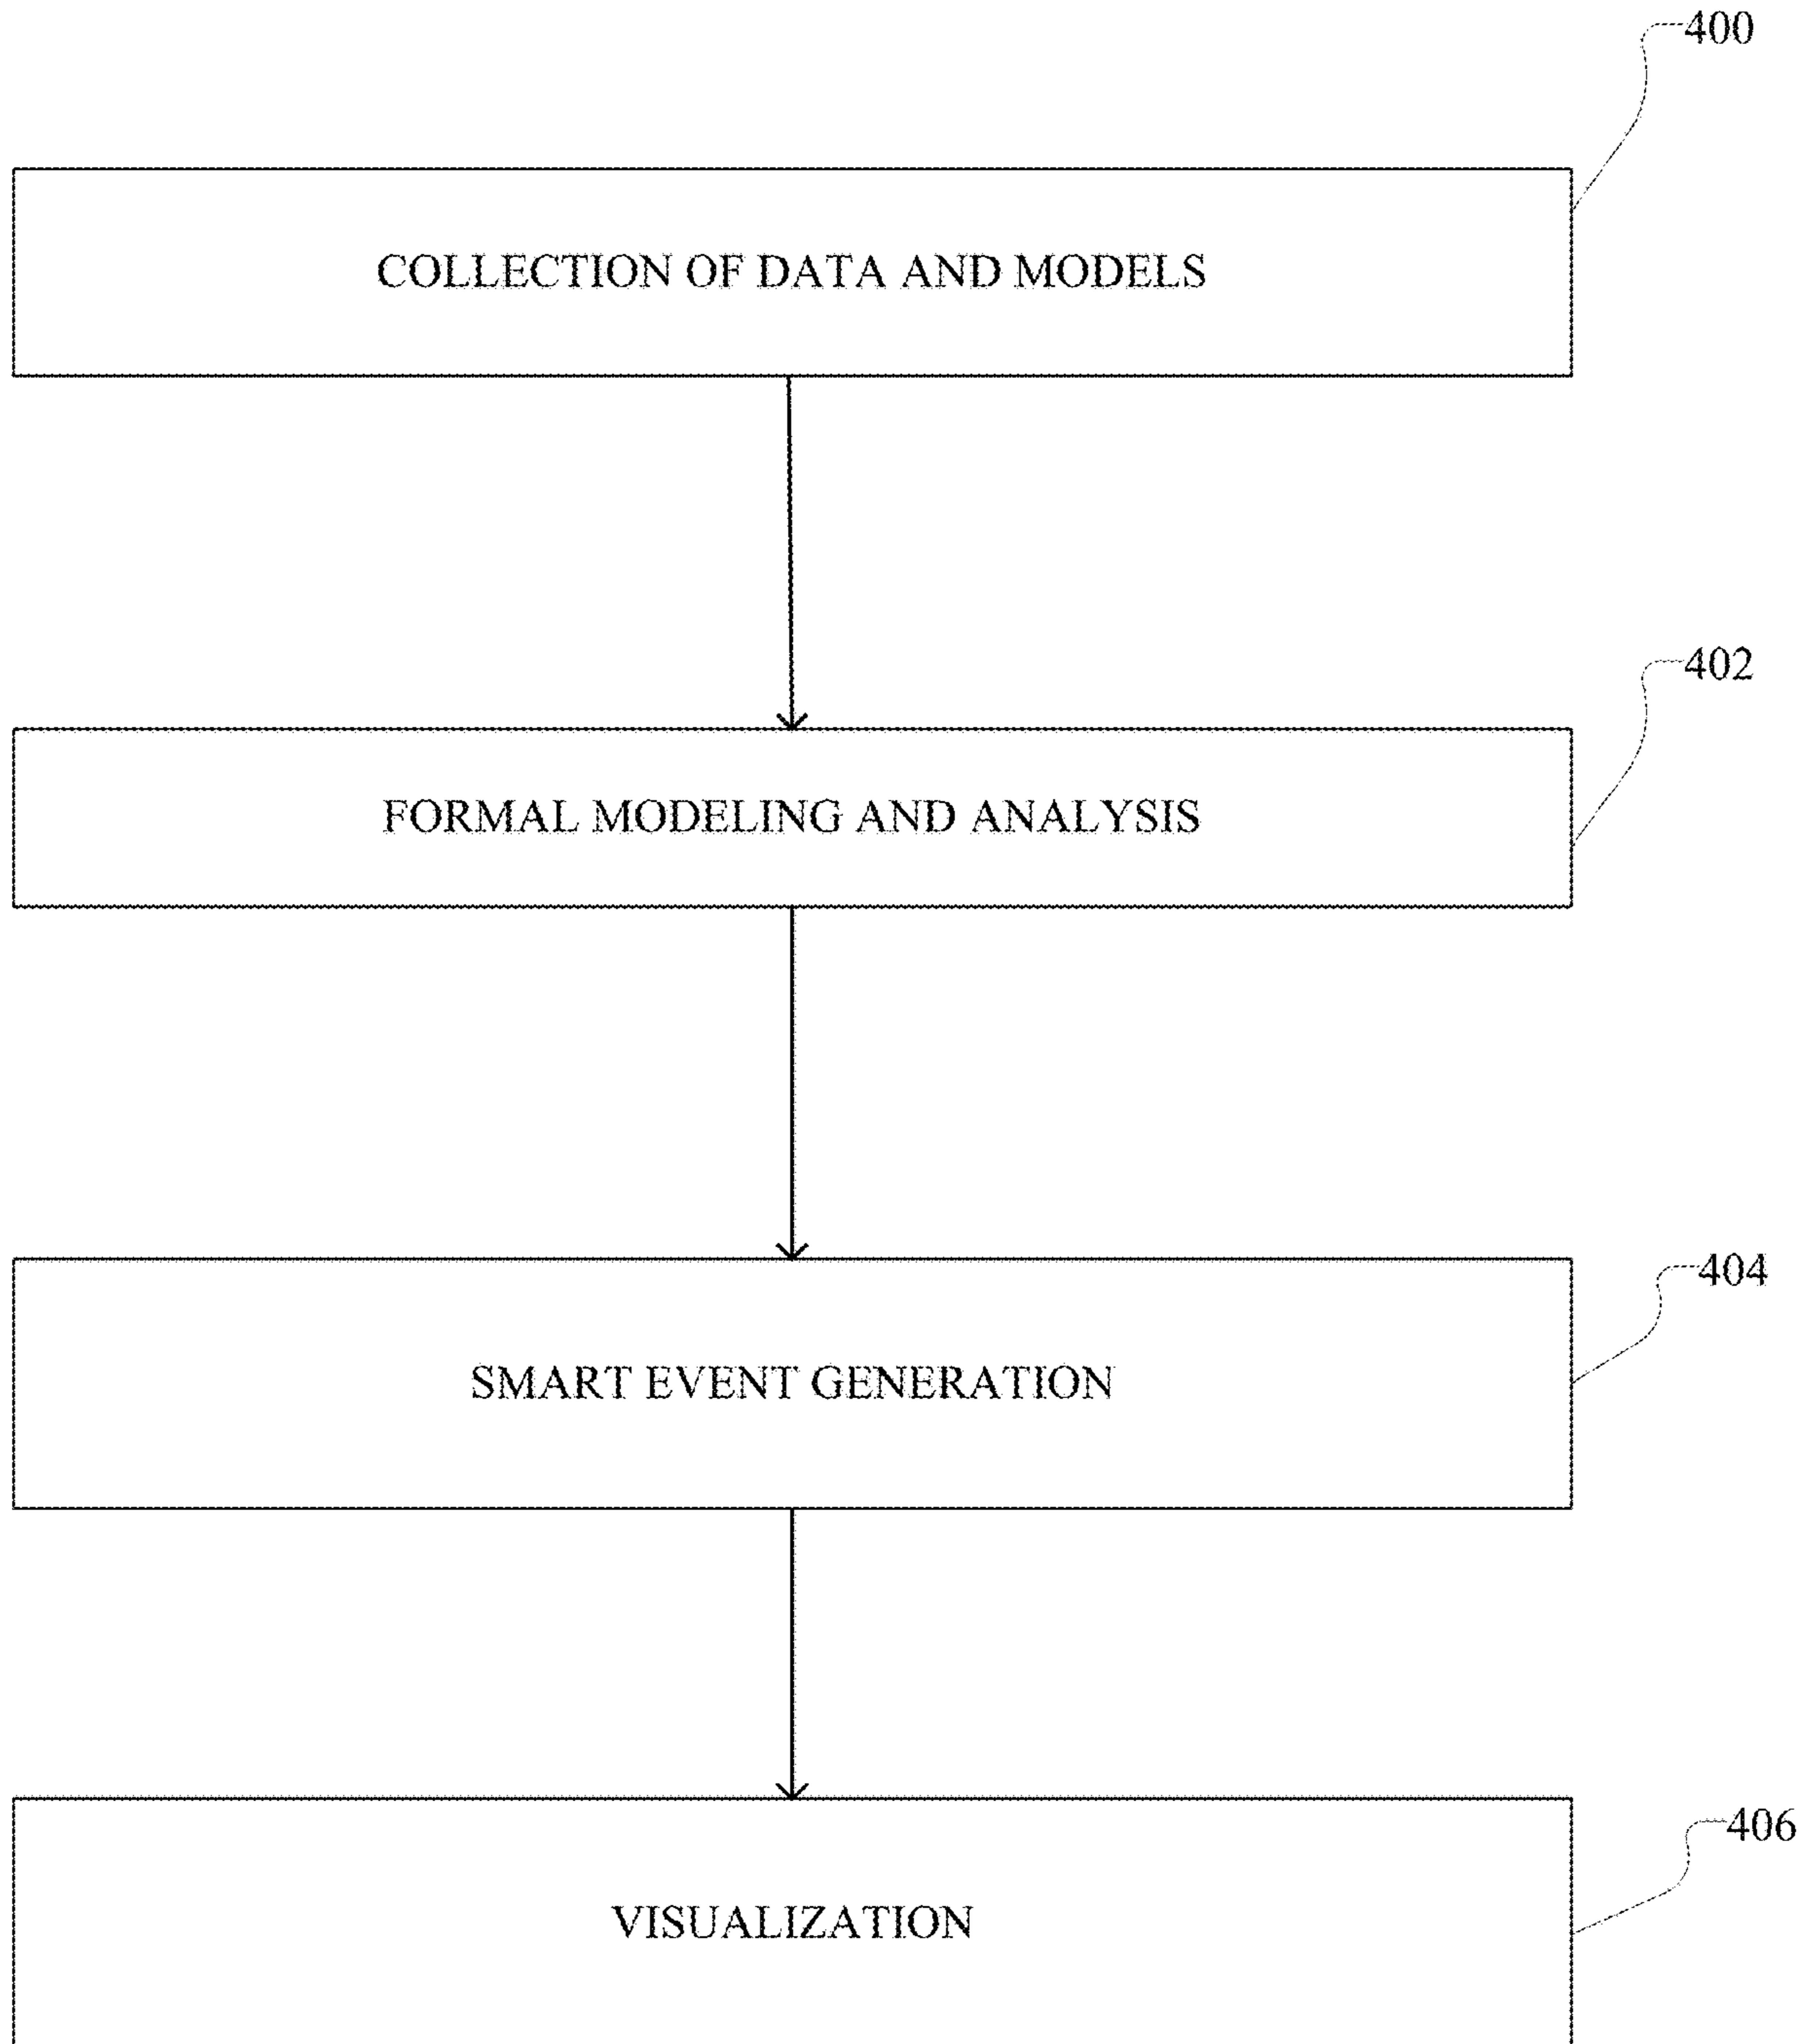 400
COLLECTION OF DATA AND MODELS
402
FORMAL MODELING AND ANALYSIS
404
SMART EVENT GENERATION
406
VISUALIZATION